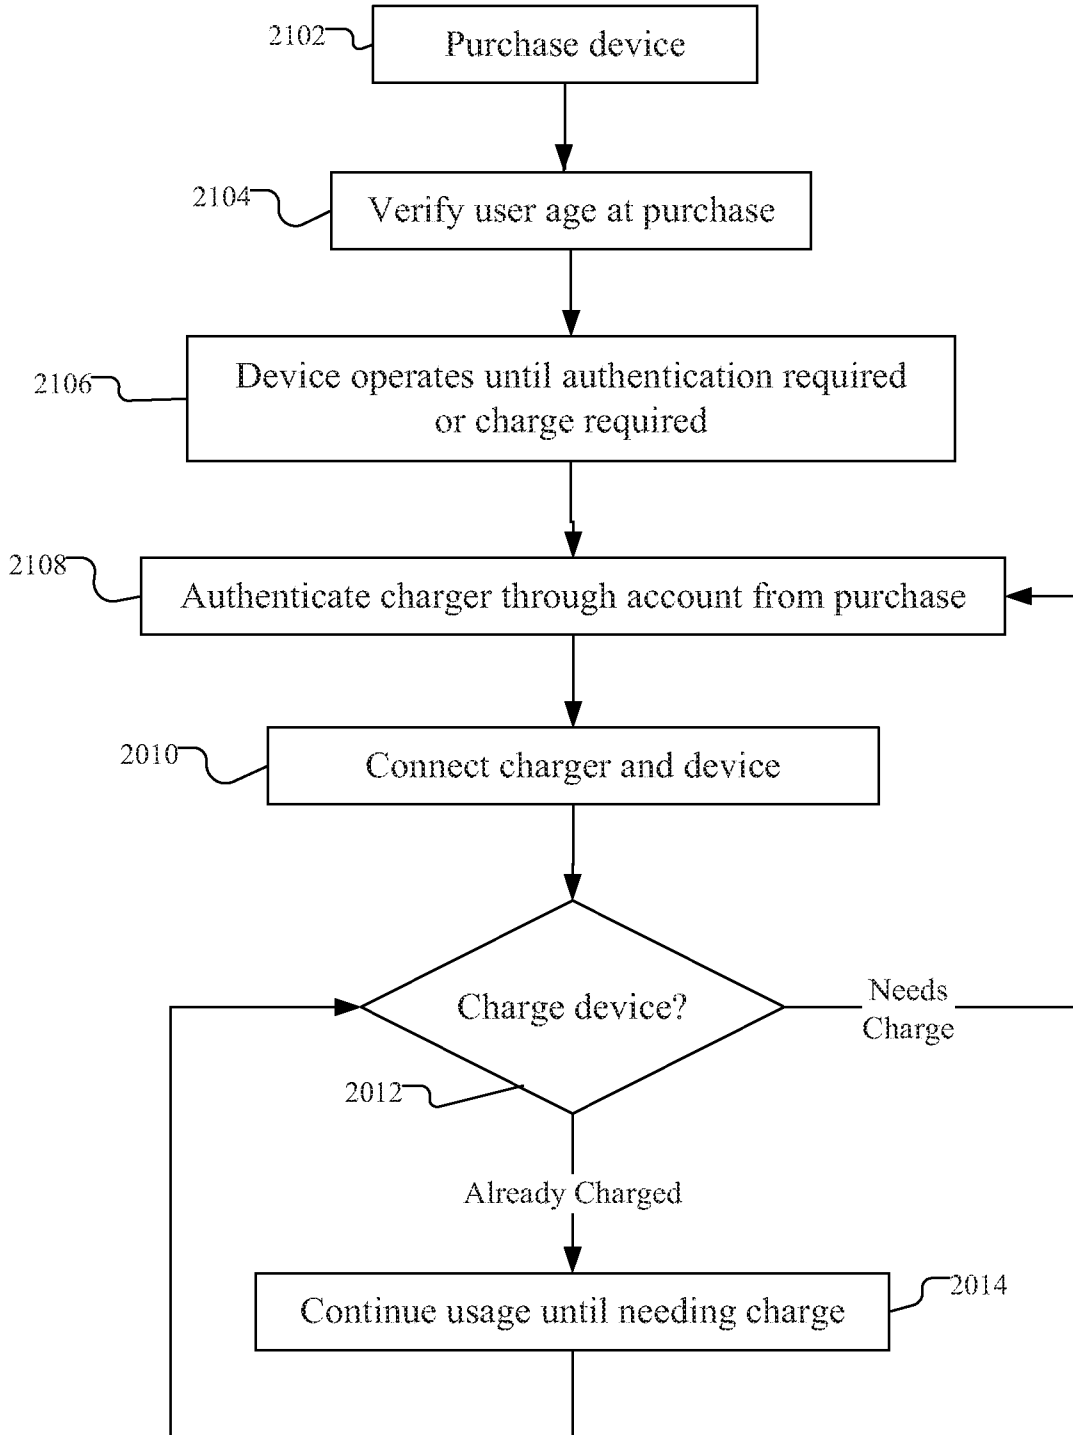 2102
Purchase device
2104
Verify user age at purchase
2106
Device operates until authentication required
or charge required
2108
Authenticate charger through account from purchase
2010
Connect charger and device
Charge device?
Needs
Charge
2012
Already Charged
2014
Continue usage until needing charge